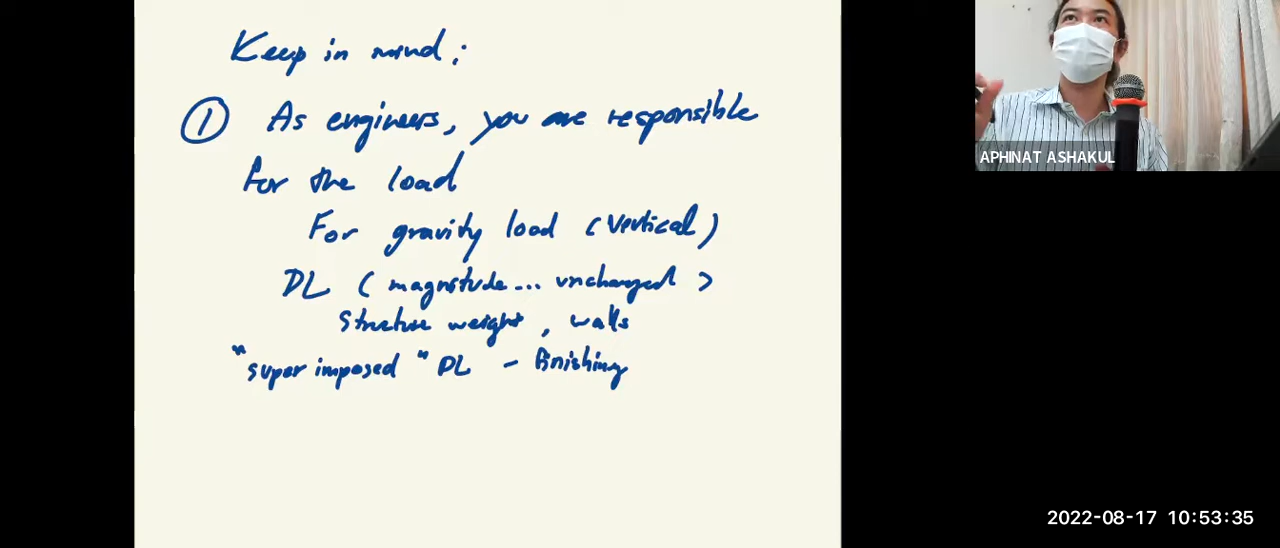 Keep in mind;
① As engineers, you are responsible
for the load
For gravity load (vertical)
DL (magnitude... unchanged)
Structure weight, walls
"super imposed" DL - finishing
APHINAT ASHAKUL
2022-08-17 10:53:35